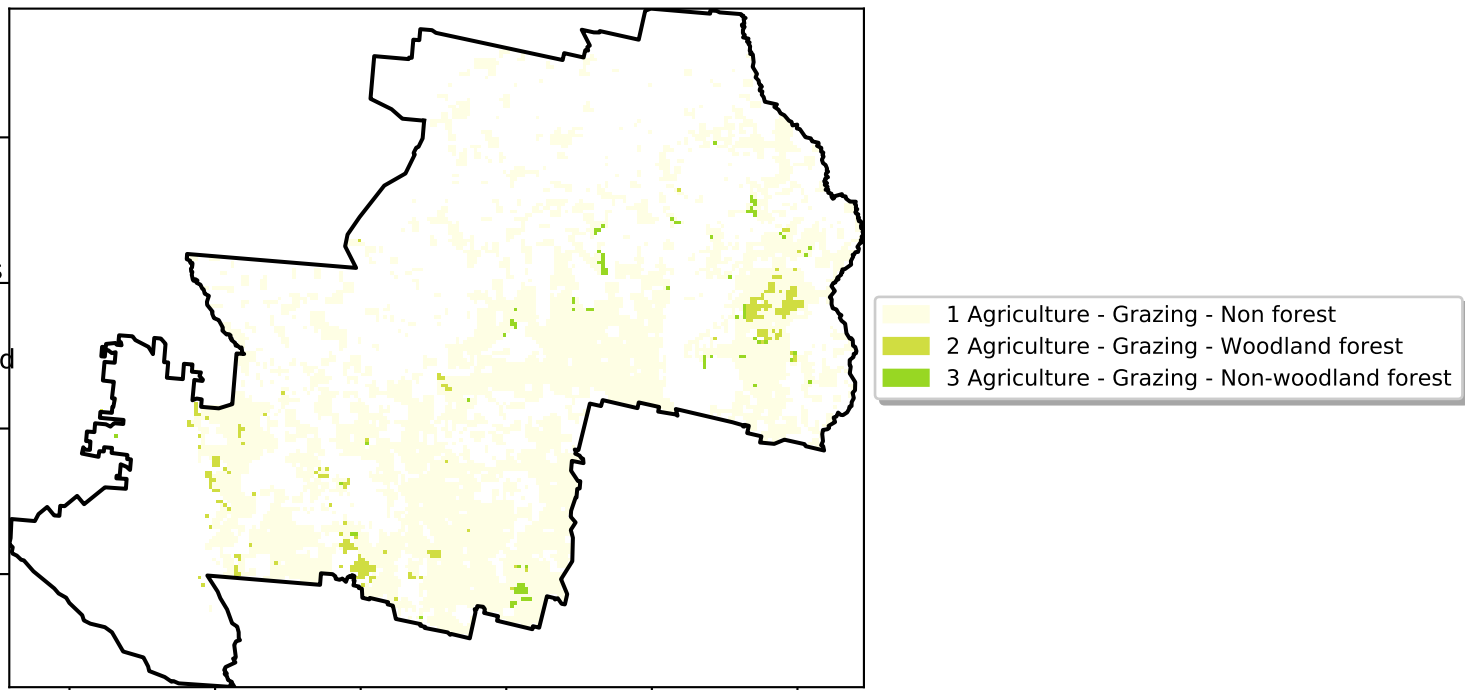 s
1 Agriculture - Grazing - Non forest
2 Agriculture - Grazing - Woodland forest
d
3 Agriculture - Grazing - Non-woodland forest